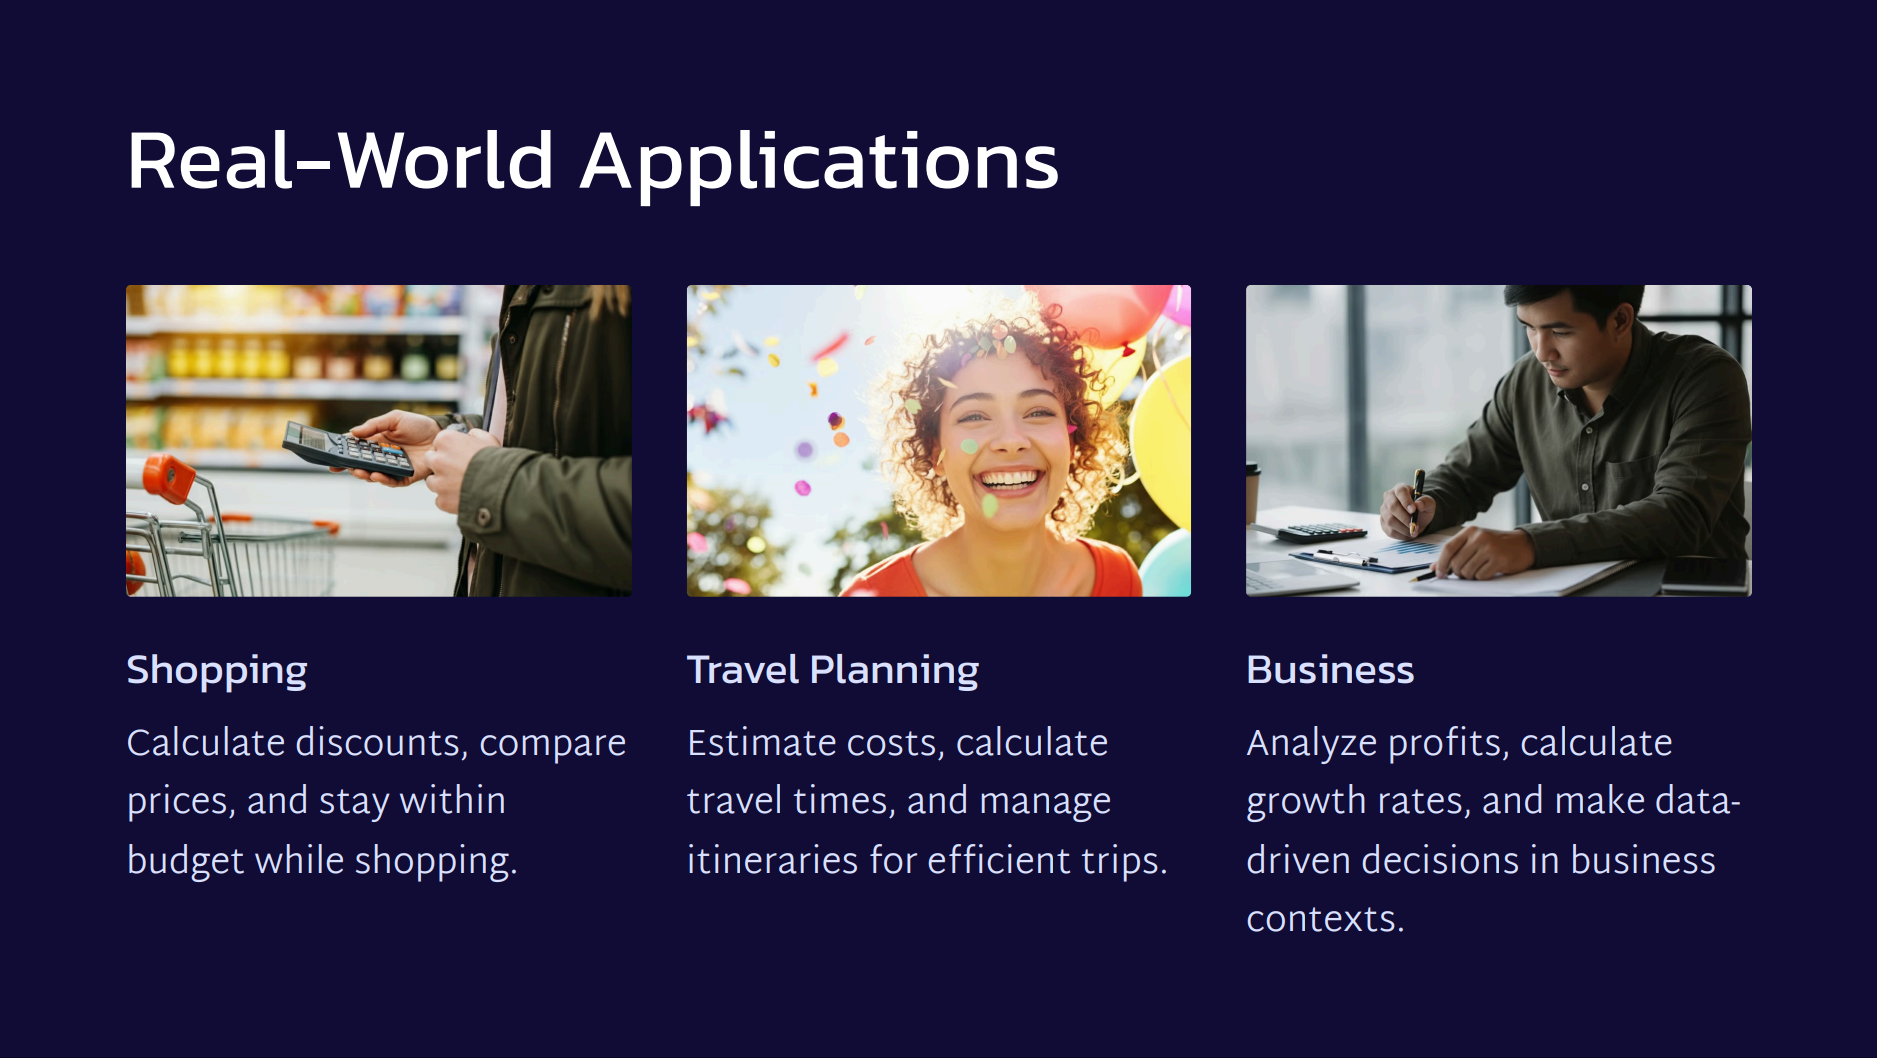 Real-World Applications
Shopping
Calculate discounts, compare
prices, and stay within
budget while shopping.
Travel Planning
Estimate costs, calculate
travel times, and manage
itineraries for efficient trips.
Business
Analyze profits, calculate
growth rates, and make data-
driven decisions in business
contexts.